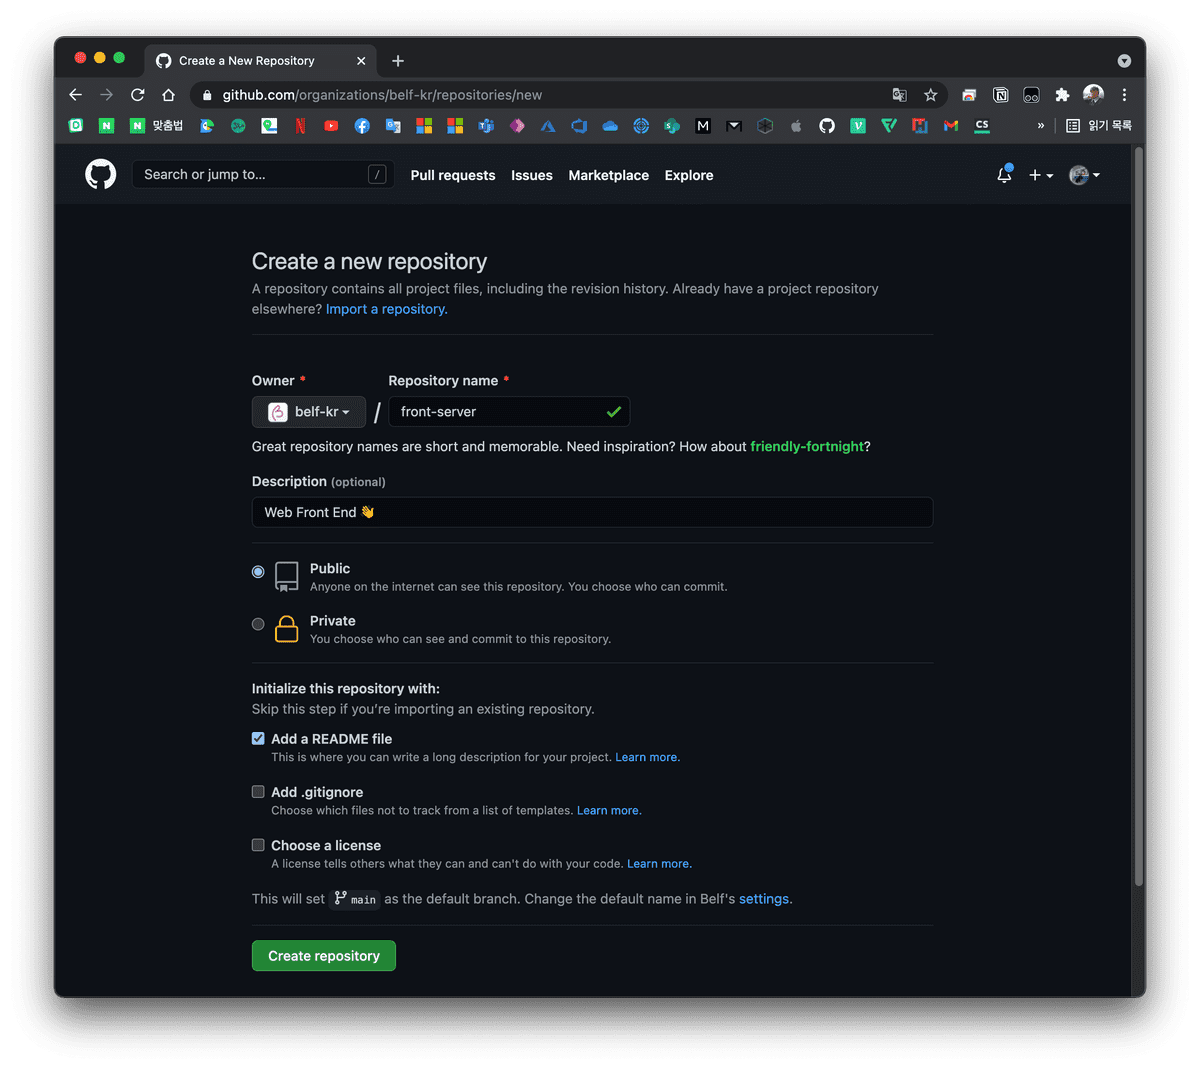 Create a New Repository
github.com/organizations/belf-kr/repositories/new
맞춤법
M
CS
»
읽기 목록
Search or jump to...
/
Pull requests
Issues
Marketplace
Explore
Create a new repository
A repository contains all project files, including the revision history. Already have a project repository
elsewhere? Import a repository.
Owner *
Repository name *
belf-kr
/
front-server
Great repository names are short and memorable. Need inspiration? How about friendly-fortnight?
Description (optional)
Web Front End 👋
Public
Anyone on the internet can see this repository. You choose who can commit.
Private
You choose who can see and commit to this repository.
Initialize this repository with:
Skip this step if you’re importing an existing repository.
Add a README file
This is where you can write a long description for your project. Learn more.
Add .gitignore
Choose which files not to track from a list of templates. Learn more.
Choose a license
A license tells others what they can and can't do with your code. Learn more.
This will set main as the default branch. Change the default name in Belf's settings.
Create repository